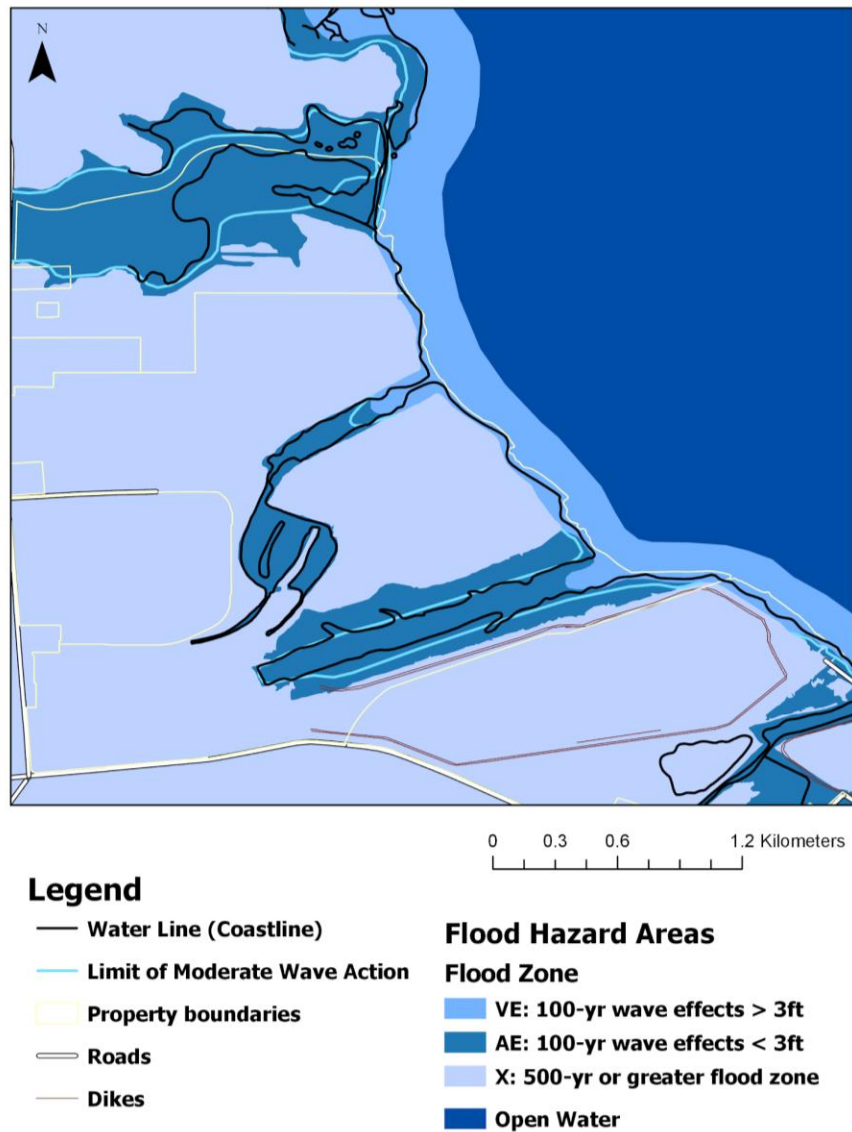 N
0 0.3 0.6 1.2 Kilometers
Legend
Water Line (Coastline)
Limit of Moderate Wave Action
Property boundaries
Roads
Dikes
Flood Hazard Areas
Flood Zone
VE: 100-yr wave effects > 3ft
AE: 100-yr wave effects < 3ft
X: 500-yr or greater flood zone
Open Water